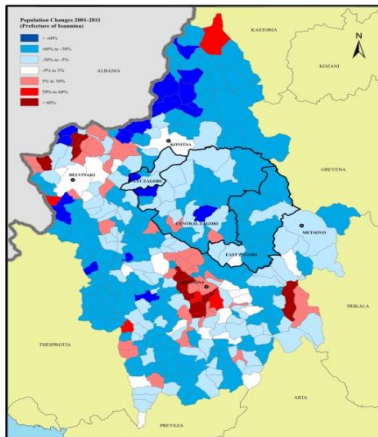 Population Changes 2001-2011
(Prefecture of Ioannina)
< -60%
-60% to -30%
-30% to -5%
-5% to 5%
5% to 30%
30% to 60%
> 60%
KASTORIA
N
KOZANI
ALBANIA
KONITSA
DELVINAKI
GREVENA
WEST ZAGORI
CENTRAL ZAGORI
METSOVO
EAST ZAGORI
TRIKALA
THESPROTIA
ARTA
PREVEZA